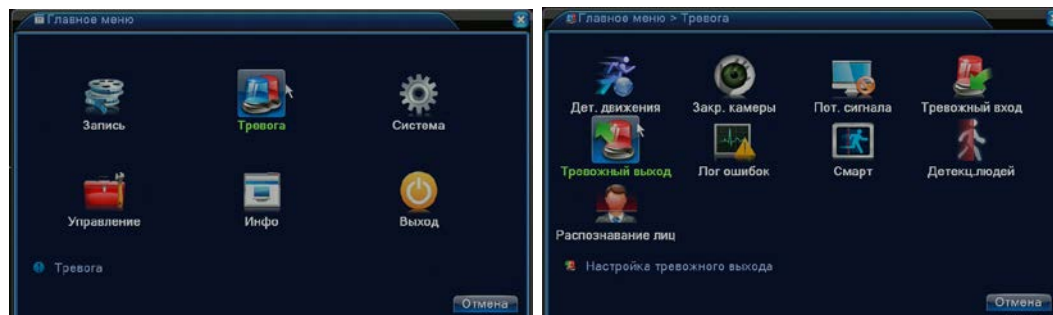 Главное меню
Запись
Тревога
Система
Управление
Инфо
Выход
Тревога
Отмена
Главное меню > Тревога
Дет. движения
Закр. камеры
Пот. сигнала
Тревожный вход
Тревожный выход
Лог ошибок
Смарт
Детекц.людей
Распознавание лиц
Настройка тревожного выхода
Отмена